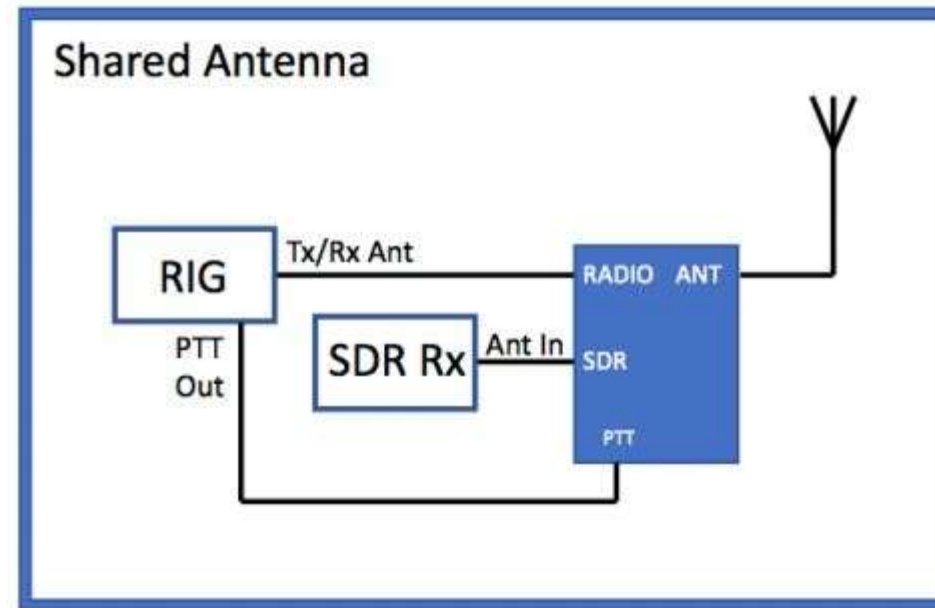 Shared Antenna
Tx/Rx Ant
RIG
RADIO ANT
PTT
Out
SDR Rx
Ant In
SDR
PTT